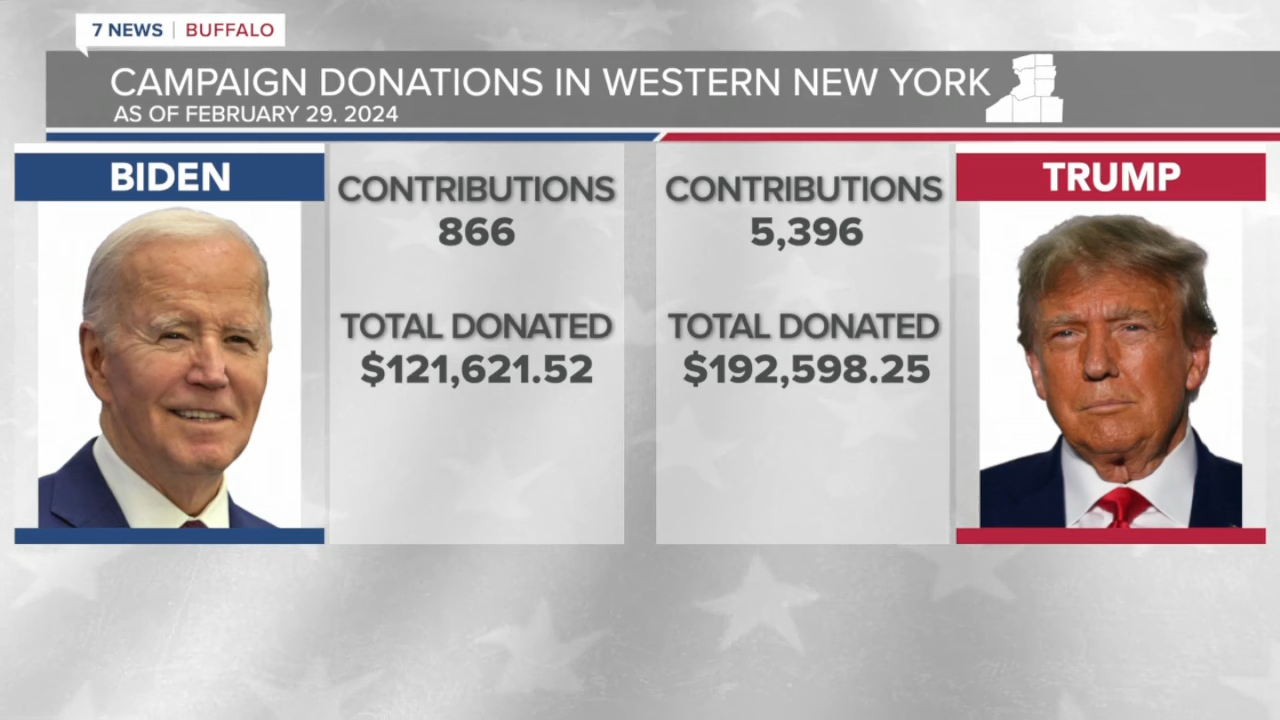 7 NEWS | BUFFALO
CAMPAIGN DONATIONS IN WESTERN NEW YORK
AS OF FEBRUARY 29, 2024
BIDEN
CONTRIBUTIONS
866
TOTAL DONATED
$121,621.52
CONTRIBUTIONS
5,396
TOTAL DONATED
$192,598.25
TRUMP